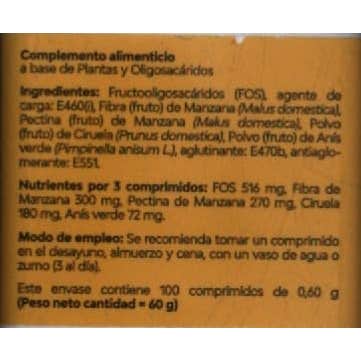 Complemento alimenticio
a base de Plantas y Oligosacáridos
Ingredientes: Fructooligosacáridos (FOS), agente de
carga: E460(i), Fibra (fruto) de Manzana (Malus domestica),
Pectina (fruto) de Manzana (Malus domestica), Polvo
(fruto) de Ciruela (Prunus domestica), Polvo (fruto) de Anís
verde (Pimpinella anisum L.), aglutinante: E470b, antiaglo-
merante: E551.
Nutrientes por 3 comprimidos: FOS 516 mg, Fibra de
Manzana 300 mg, Pectina de Manzana 270 mg, Ciruela
180 mg, Anís verde 72 mg.
Modo de empleo: Se recomienda tomar un comprimido
en el desayuno, almuerzo y cena, con un vaso de agua o
zumo (3 al día).
Este envase contiene 100 comprimidos de 0,60 g
(Peso neto cantidad = 60 g)